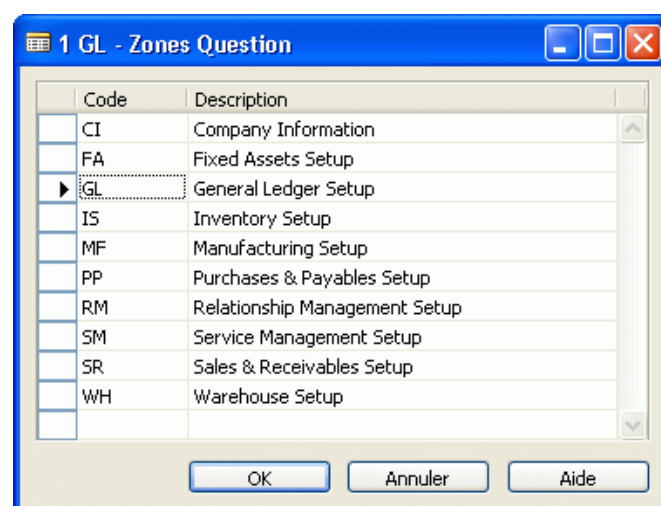 1 GL - Zones Question
Code Description
CI Company Information
FA Fixed Assets Setup
GL General Ledger Setup
IS Inventory Setup
MF Manufacturing Setup
PP Purchases & Payables Setup
RM Relationship Management Setup
SM Service Management Setup
SR Sales & Receivables Setup
WH Warehouse Setup
OK Annuler Aide